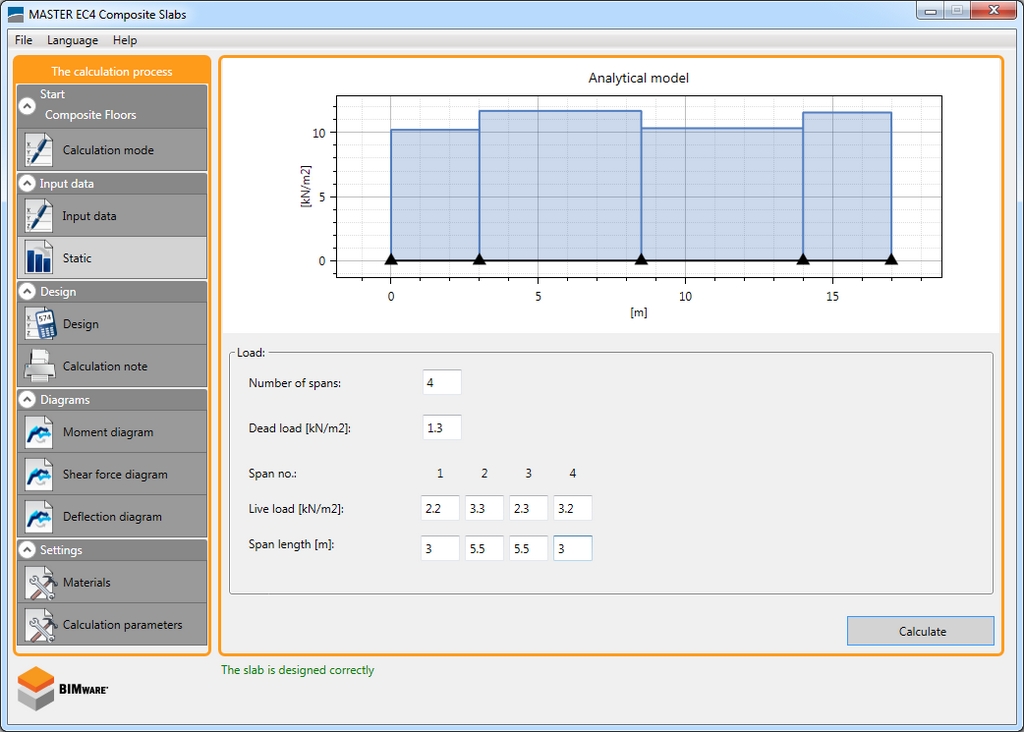 MASTER EC4 Composite Slabs
File Language Help
The calculation process
Start
Composite Floors
Calculation mode
Input data
Input data
Static
Design
Design
Calculation note
Diagrams
Moment diagram
Shear force diagram
Deflection diagram
Settings
Materials
Calculation parameters
Analytical model
[kN/m2]
10
5
0
0 5 10 15
[m]
Load:
Number of spans: 4
Dead load [kN/m2]: 1.3
Span no.: 1 2 3 4
Live load [kN/m2]: 2.2 3.3 2.3 3.2
Span length [m]: 3 5.5 5.5 3
Calculate
The slab is designed correctly
BIMware